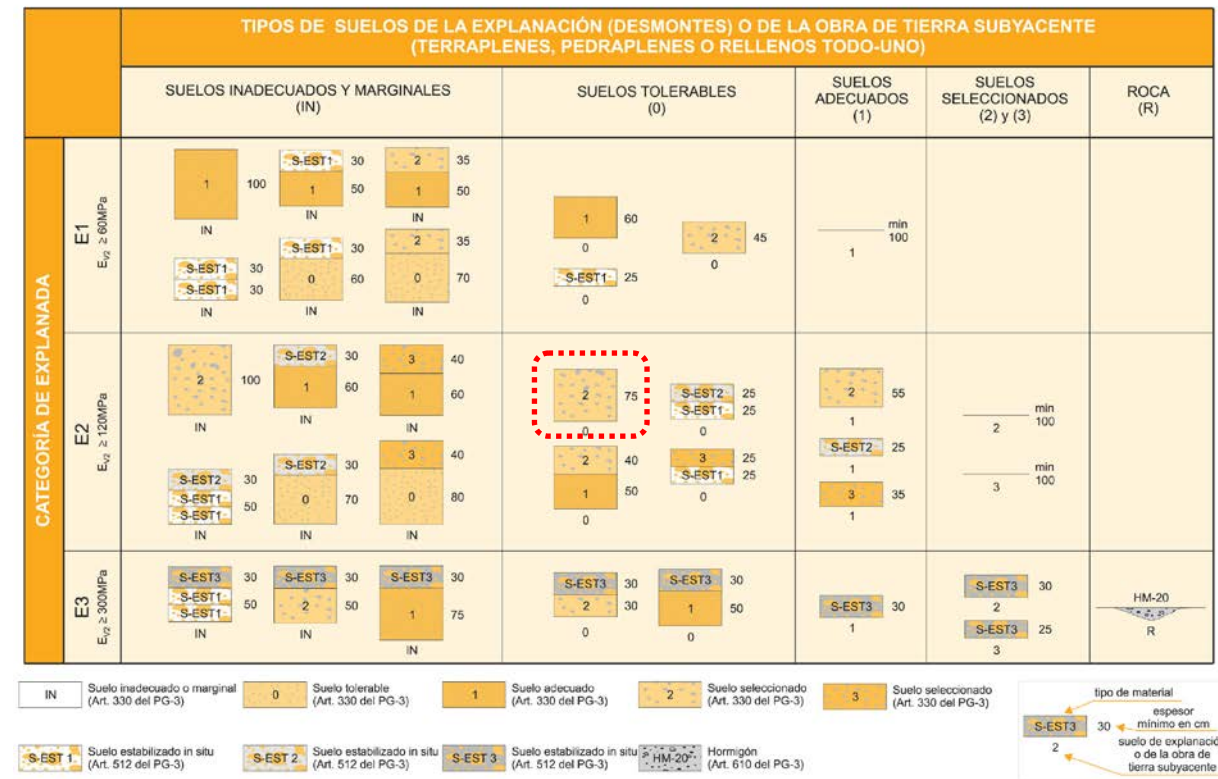 TIPOS DE SUELOS DE LA EXPLANACIÓN (DESMONTES) O DE LA OBRA DE TIERRA SUBYACENTE
(TERRAPLENES, PEDRAPLENES O RELLENOS TODO-UNO)
SUELOS INADECUADOS Y MARGINALES
(IN)
SUELOS TOLERABLES
(0)
SUELOS
ADECUADOS
(1)
SUELOS
SELECCIONADOS
(2) y (3)
ROCA
(R)
CATEGORÍA DE EXPLANADA
E1
EV2 ≥ 60MPa
1 100
IN
S-EST1 30
1 50
IN
2 35
1 50
IN
S-EST1 30
S-EST1 30
IN
S-EST1 30
0 60
IN
2 35
0 70
IN
1 60
0
2 45
0
S-EST1 25
0
min
100
1
E2
EV2 ≥ 120MPa
2 100
IN
S-EST2 30
1 60
IN
3 40
1 60
IN
S-EST2 30
S-EST1 50
S-EST1
IN
S-EST2 30
0 70
IN
3 40
0 80
IN
2 75
0
S-EST2 25
S-EST1 25
0
2 40
1 50
0
3 25
S-EST1 25
0
2 55
1
S-EST2 25
1
3 35
1
min
100
2
min
100
3
E3
EV2 ≥ 300MPa
S-EST3 30
S-EST1 50
S-EST1
IN
S-EST3 30
2 50
IN
S-EST3 30
1 75
IN
S-EST3 30
2 30
0
S-EST3 30
1 50
0
S-EST3 30
1
S-EST3 30
2
S-EST3 25
3
HM-20
R
IN Suelo inadecuado o marginal
(Art. 330 del PG-3)
0 Suelo tolerable
(Art. 330 del PG-3)
1 Suelo adecuado
(Art. 330 del PG-3)
2 Suelo seleccionado
(Art. 330 del PG-3)
3 Suelo seleccionado
(Art. 330 del PG-3)
S-EST 1 Suelo estabilizado in situ
(Art. 512 del PG-3)
S-EST 2 Suelo estabilizado in situ
(Art. 512 del PG-3)
S-EST 3 Suelo estabilizado in situ
(Art. 512 del PG-3)
HM-20 Hormigón
(Art. 610 del PG-3)
tipo de material
S-EST3 30
espesor
mínimo en cm
2
suelo de explanació
o de la obra de
tierra subyacente